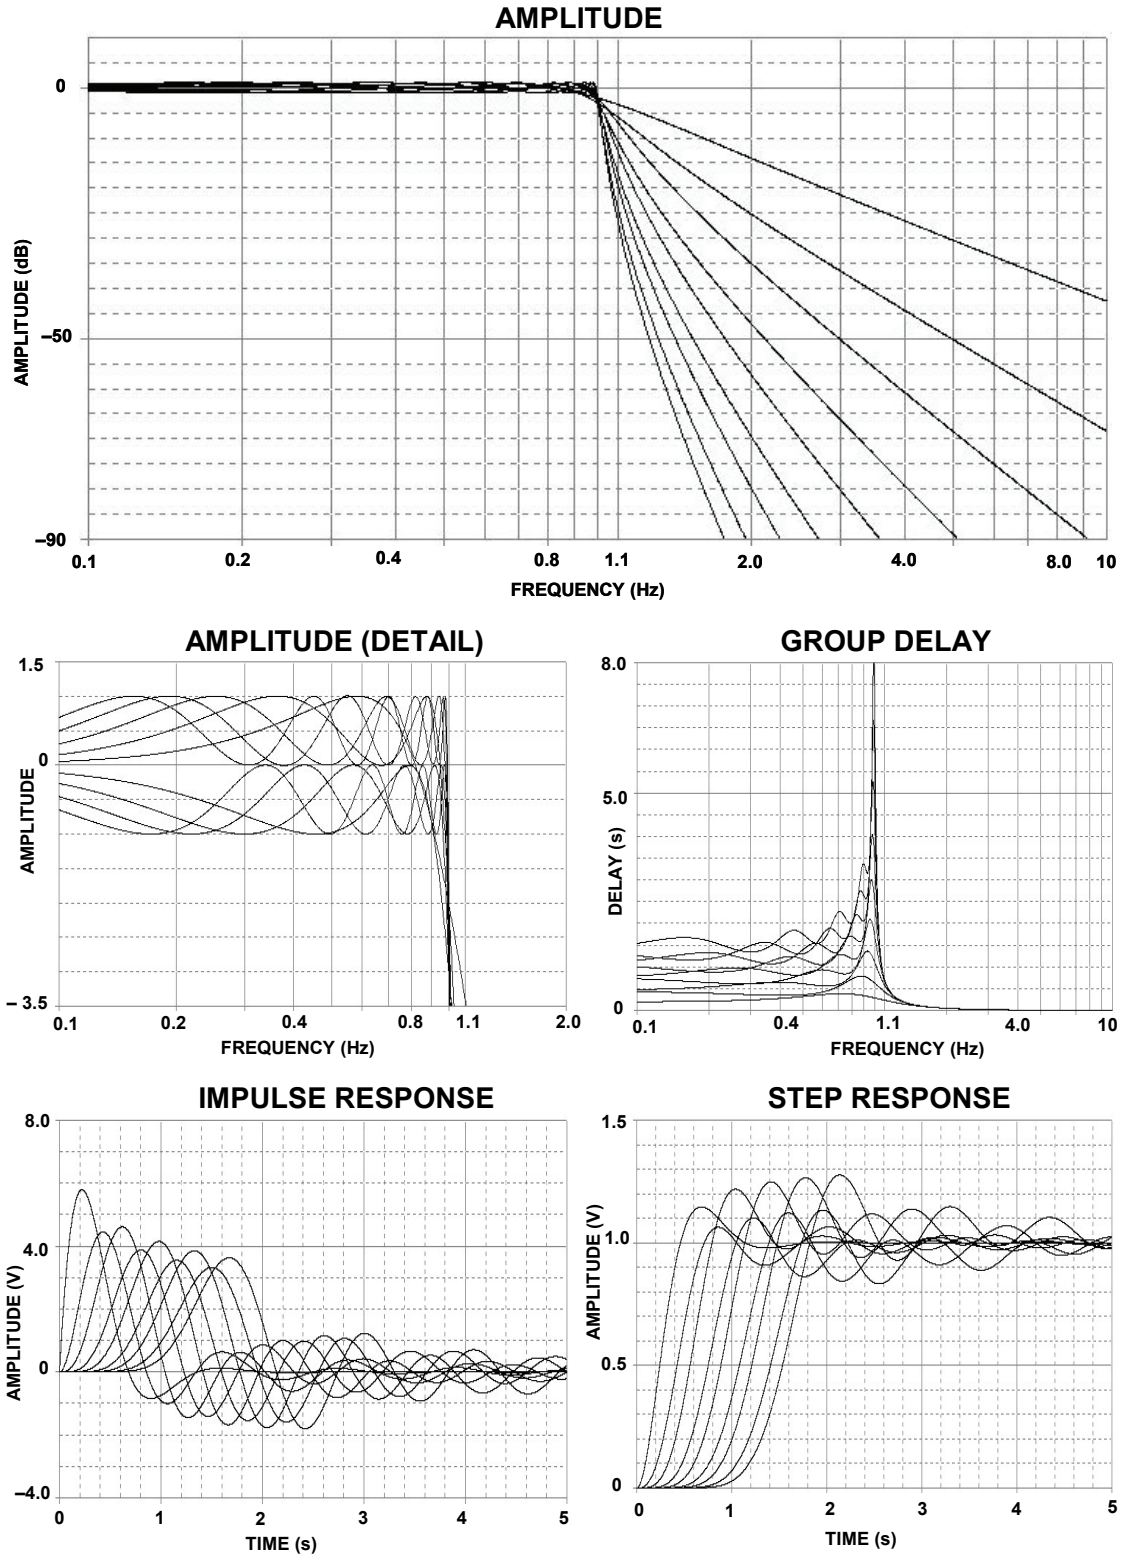 AMPLITUDE
0
–50
–90
AMPLITUDE (dB)
0.1 0.2 0.4 0.8 1.1 2.0 4.0 8.0 10
FREQUENCY (Hz)
AMPLITUDE (DETAIL)
1.5
0
– 3.5
AMPLITUDE
0.1 0.2 0.4 0.8 1.1 2.0
FREQUENCY (Hz)
GROUP DELAY
8.0
5.0
0
DELAY (s)
0.1 0.4 1.1 4.0 10
FREQUENCY (Hz)
IMPULSE RESPONSE
8.0
4.0
0
–4.0
AMPLITUDE (V)
0 1 2 3 4 5
TIME (s)
STEP RESPONSE
1.5
1.0
0.5
0
AMPLITUDE (V)
0 1 2 3 4 5
TIME (s)